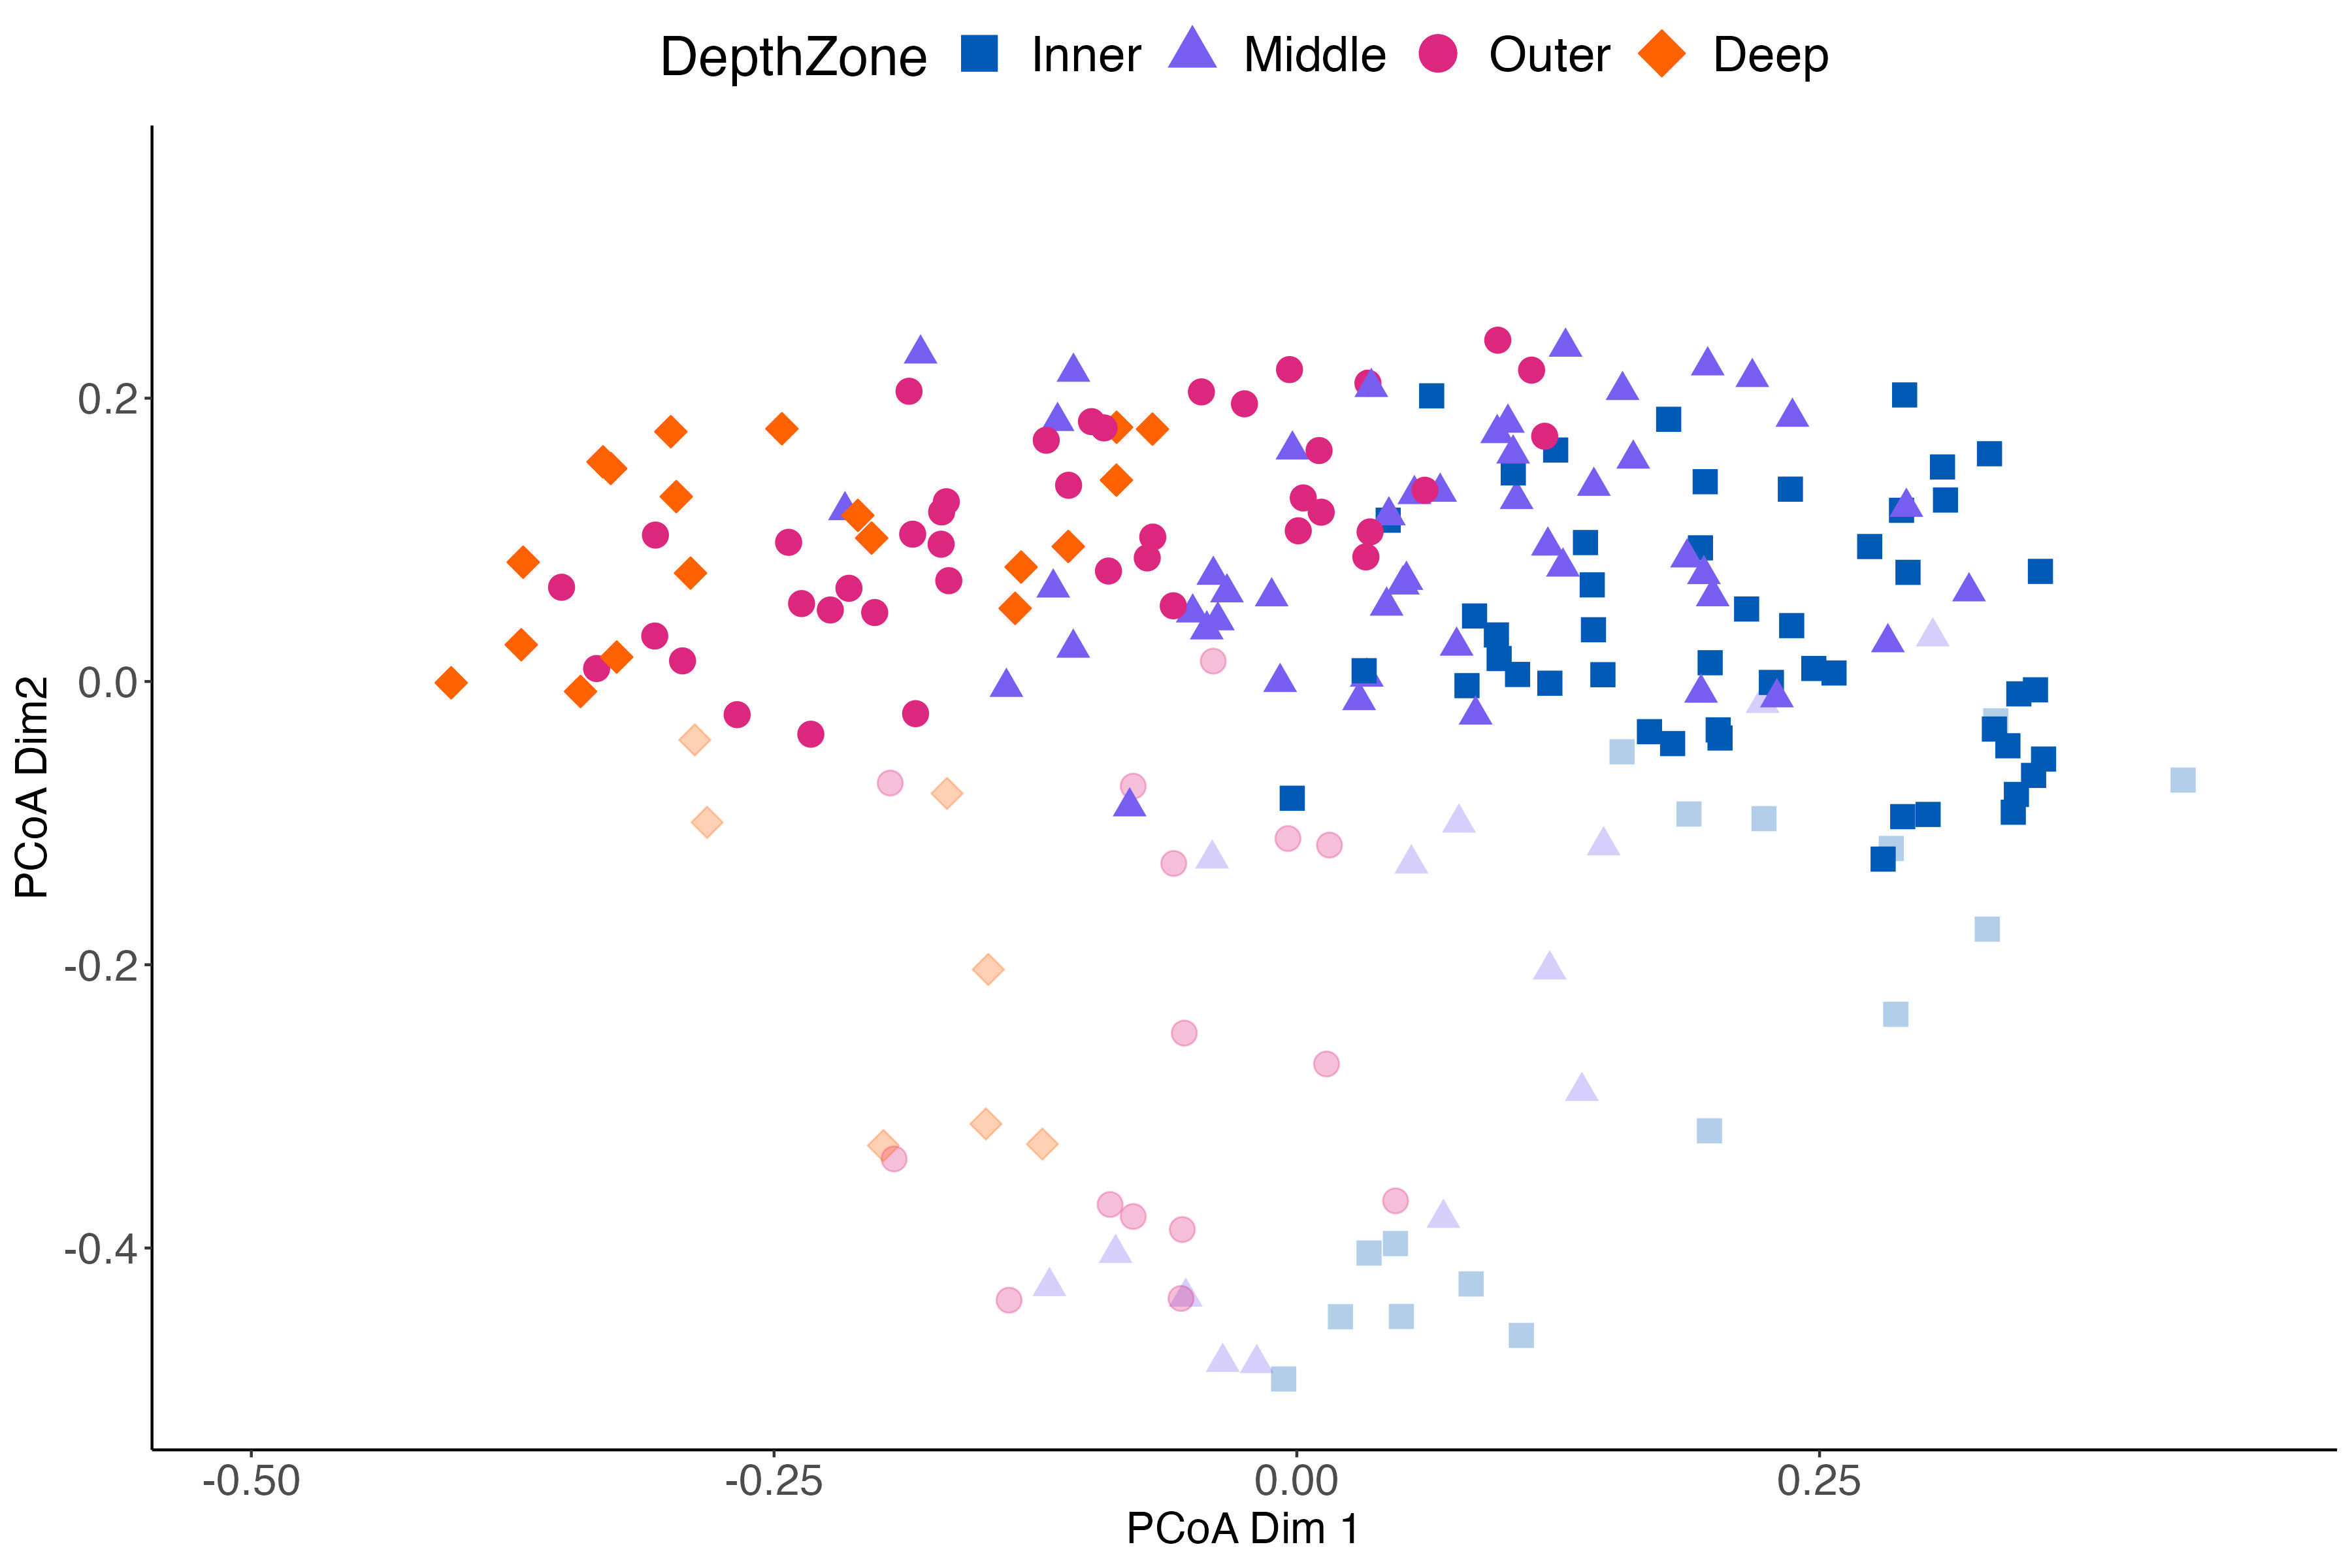 DepthZone Inner Middle Outer Deep
0.2
0.0
-0.2
-0.4
PCoA Dim2
-0.50 -0.25 0.00 0.25
PCoA Dim 1